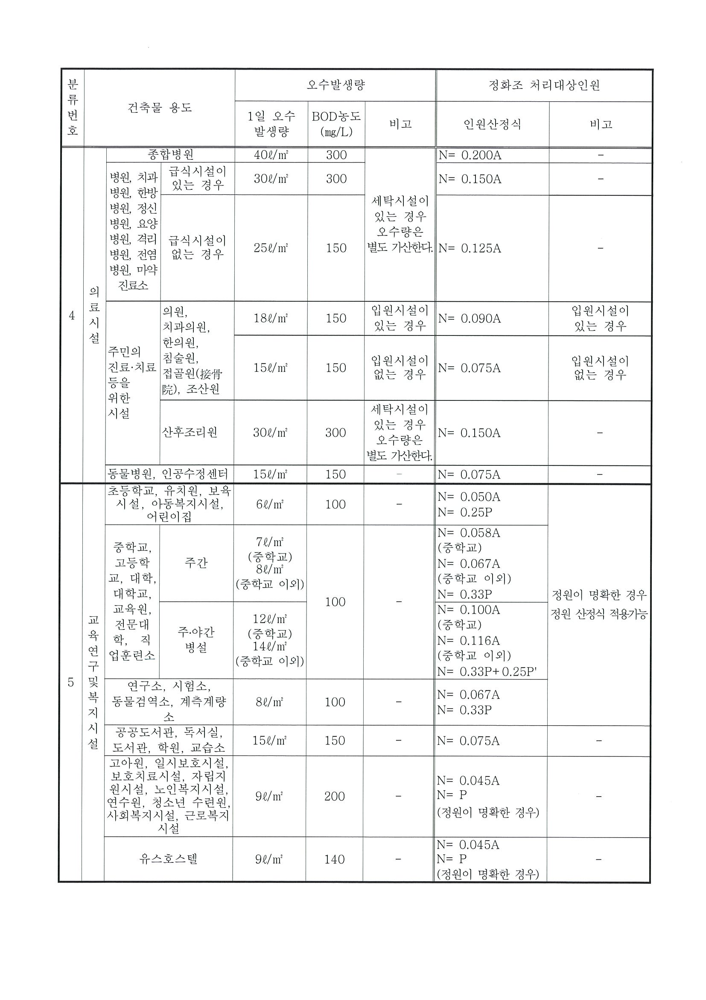 분
류
번
호
건축물 용도
오수발생량
정화조 처리대상인원
1일 오수
발생량
BOD농도
(㎎/L)
비고
인원산정식
비고
4
의
료
시
설
종합병원
40ℓ/㎡
300
세탁시설이
있는 경우
오수량은
별도 가산한다.
N= 0.200A
-
병원, 치과
병원, 한방
병원, 정신
병원, 요양
병원, 격리
병원, 전염
병원, 마약
진료소
급식시설이
있는 경우
30ℓ/㎡
300
N= 0.150A
-
급식시설이
없는 경우
25ℓ/㎡
150
N= 0.125A
-
주민의
진료·치료
등을
위한
시설
의원,
치과의원,
한의원,
침술원,
접골원(接骨
院), 조산원
18ℓ/㎡
150
입원시설이
있는 경우
N= 0.090A
입원시설이
있는 경우
15ℓ/㎡
150
입원시설이
없는 경우
N= 0.075A
입원시설이
없는 경우
산후조리원
30ℓ/㎡
300
세탁시설이
있는 경우
오수량은
별도 가산한다.
N= 0.150A
-
동물병원, 인공수정센터
15ℓ/㎡
150
-
N= 0.075A
-
5
교
육
연
구
및
복
지
시
설
초등학교, 유치원, 보육
시설, 아동복지시설,
어린이집
6ℓ/㎡
100
-
N= 0.050A
N= 0.25P
정원이 명확한 경우
정원 산정식 적용가능
중학교,
고등학
교, 대학,
대학교,
교육원,
전문대
학, 직
업훈련소
주간
7ℓ/㎡
(중학교)
8ℓ/㎡
(중학교 이외)
100
-
N= 0.058A
(중학교)
N= 0.067A
(중학교 이외)
N= 0.33P
주·야간
병설
12ℓ/㎡
(중학교)
14ℓ/㎡
(중학교 이외)
N= 0.100A
(중학교)
N= 0.116A
(중학교 이외)
N= 0.33P+0.25P'
연구소, 시험소,
동물검역소, 계측계량
소
8ℓ/㎡
100
-
N= 0.067A
N= 0.33P
공공도서관, 독서실,
도서관, 학원, 교습소
15ℓ/㎡
150
-
N= 0.075A
-
고아원, 일시보호시설,
보호치료시설, 자립지
원시설, 노인복지시설,
연수원, 청소년 수련원,
사회복지시설, 근로복지
시설
9ℓ/㎡
200
-
N= 0.045A
N= P
(정원이 명확한 경우)
-
유스호스텔
9ℓ/㎡
140
-
N= 0.045A
N= P
(정원이 명확한 경우)
-